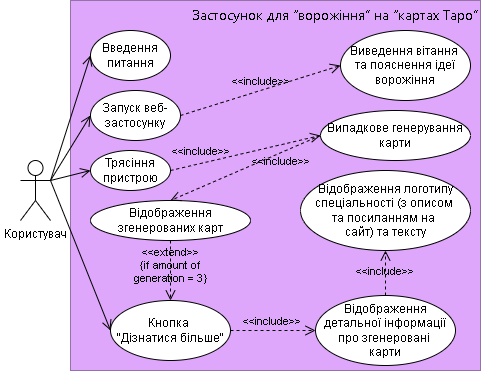 Застосунок для "ворожіння" на "картах Таро"
Введення
питання
Виведення вітання
та пояснення ідеї
ворожіння
<<include>>
Запуск веб-
застосунку
Випадкове генерування
карти
<<include>>
<<include>>
Трясіння
пристрою
Користувач
Відображення
згенерованих карт
Відображення логотипу
спеціальності (з описом
та посиланням на
сайт) та тексту
<<extend>>
{if amount of
generation = 3}
<<include>>
Кнопка
"Дізнатися більше"
<<include>>
Відображення
детальної інформації
про згенеровані
карти